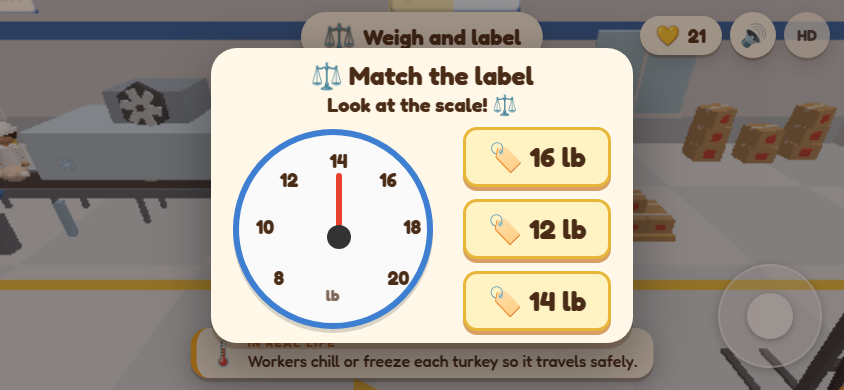 Weigh and label
21
HD
Match the label
Look at the scale!
14
12
16
10
18
8
20
lb
16 lb
12 lb
14 lb
IN REAL LIFE
Workers chill or freeze each turkey so it travels safely.